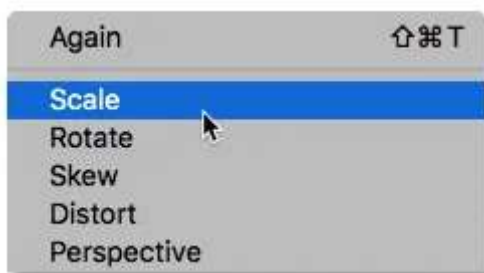 Again ⇧⌘T
Scale
Rotate
Skew
Distort
Perspective